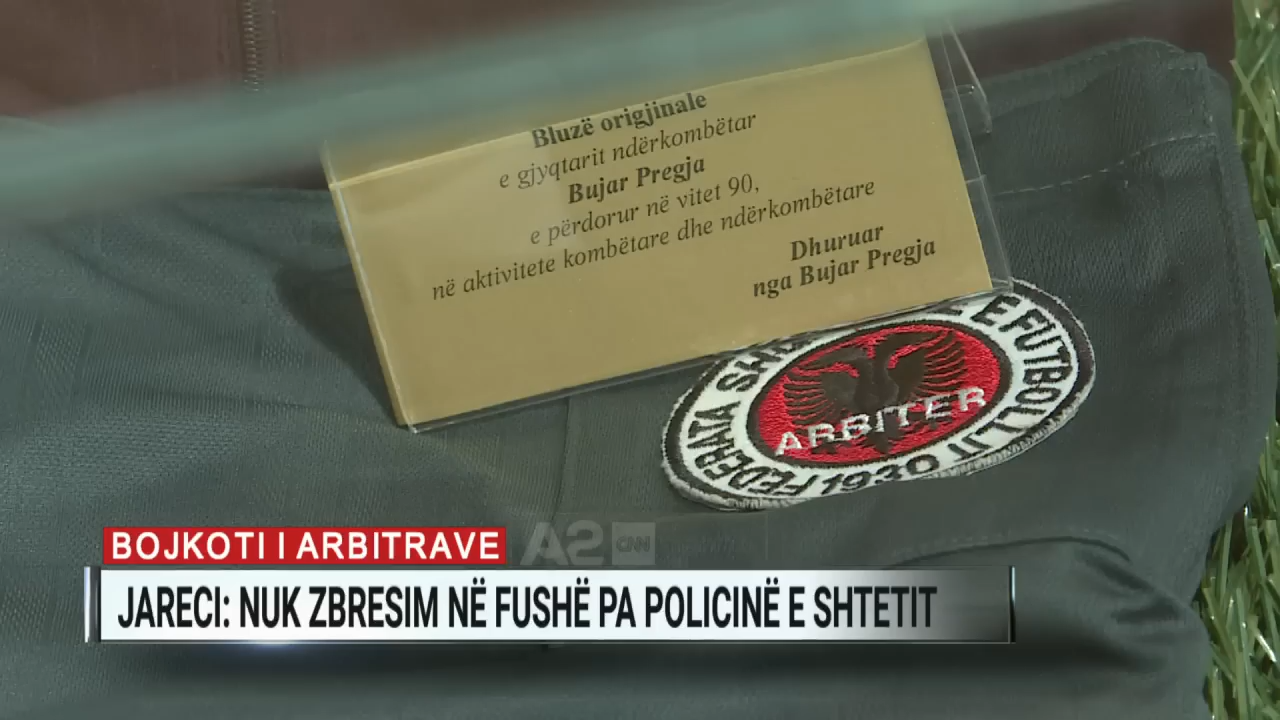 Bluzë origjinale
e gjyqtarit ndërkombëtar
Bujar Pregja
e përdorur në vitet 90,
në aktivitete kombëtare dhe ndërkombëtare
Dhuruar
nga Bujar Pregja
FEDERATA E FUTBOLLIT
ARBITER
1930
BOJKOTI I ARBITRAVE
A2 CNN
JARECI: NUK ZBRESIM NË FUSHË PA POLICINË E SHTETIT